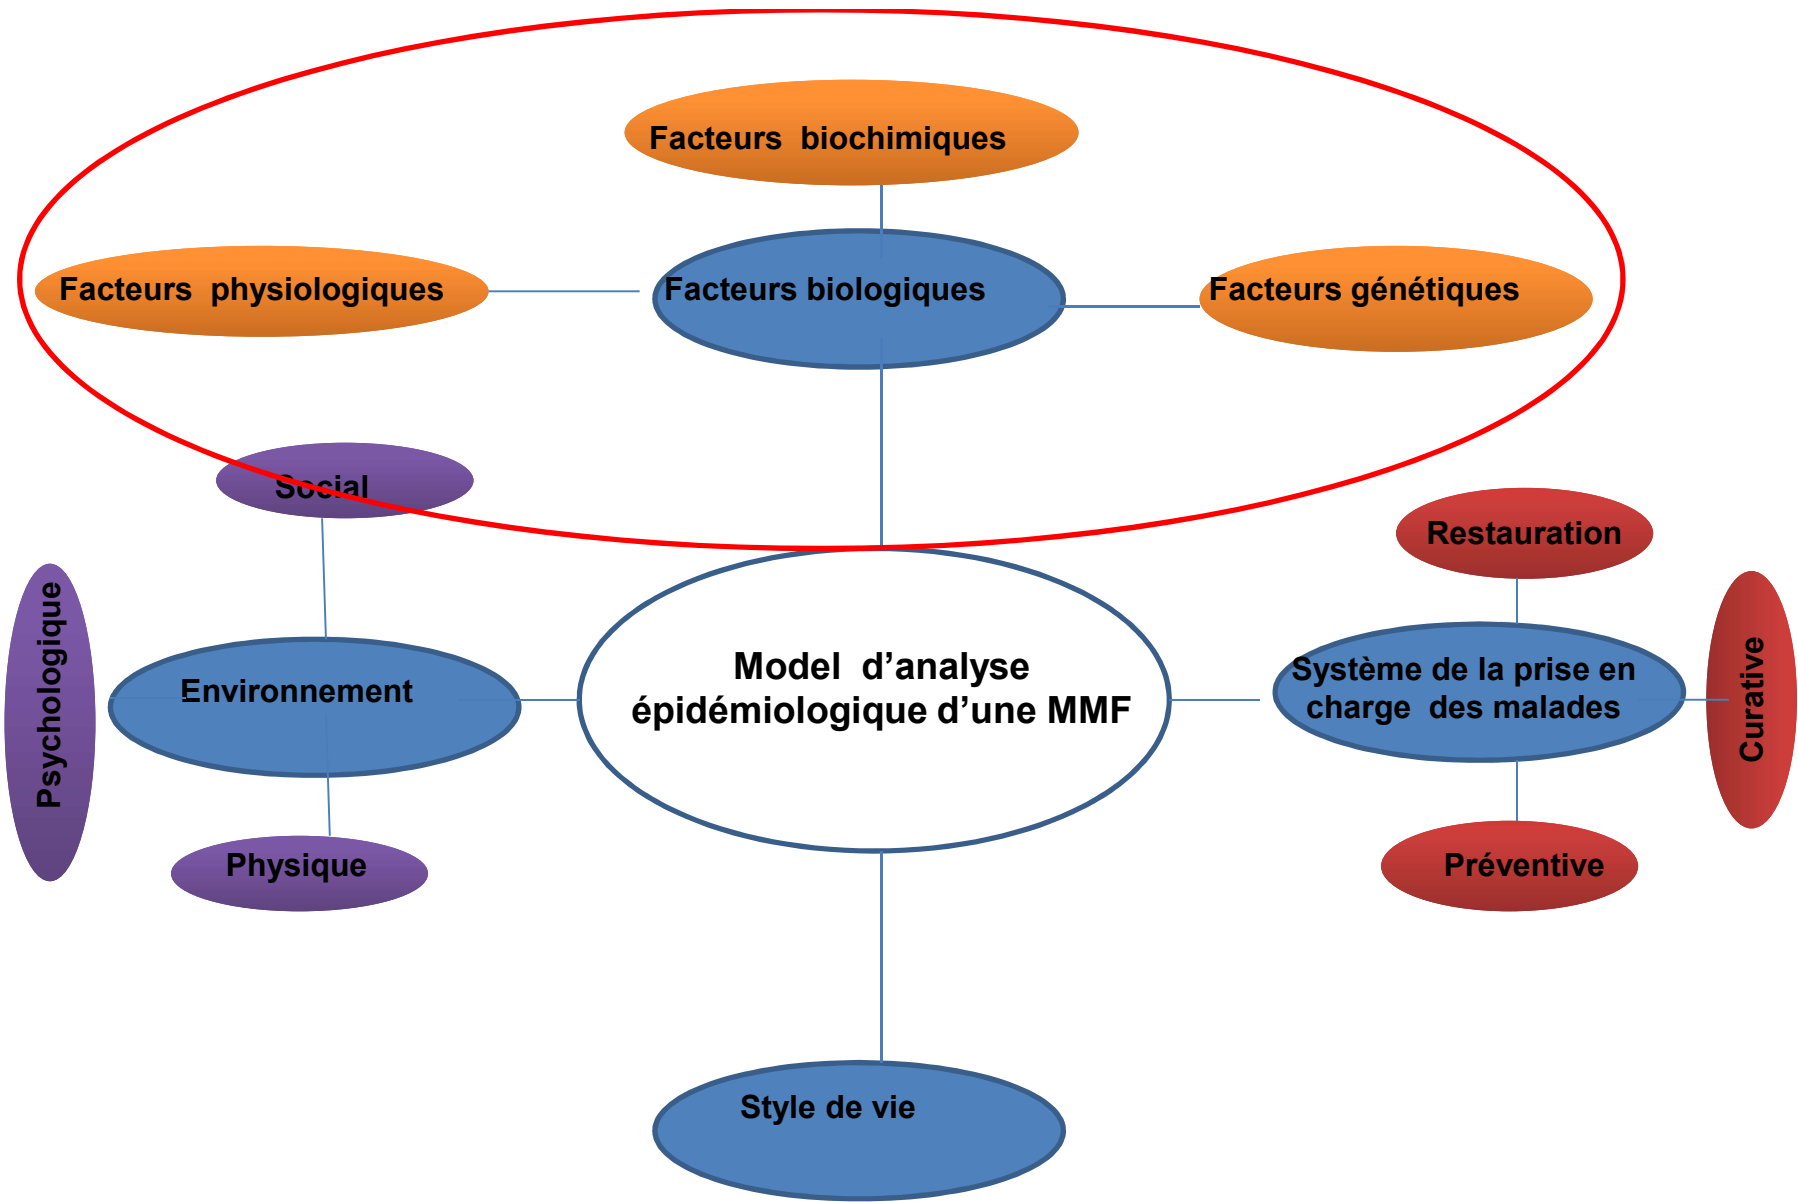 Facteurs biochimiques
Facteurs physiologiques
Facteurs biologiques
Facteurs génétiques
Social
Restauration
Psychologique
Environnement
Model d’analyse
épidémiologique d’une MMF
Système de la prise en
charge des malades
Curative
Physique
Préventive
Style de vie